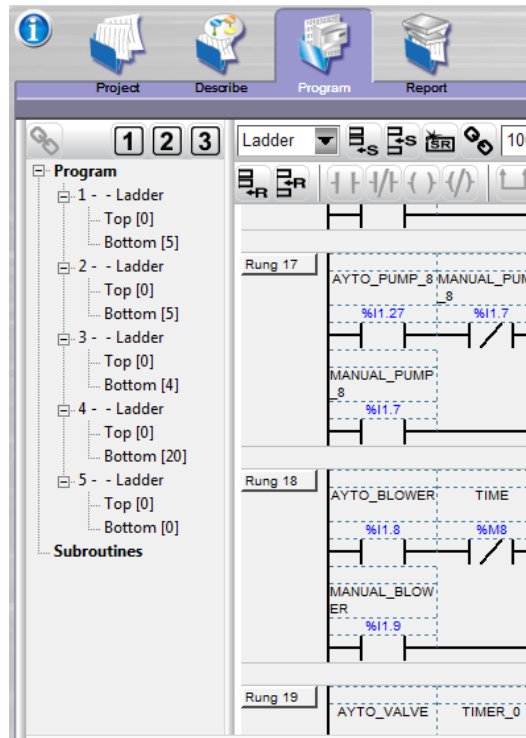 Project
Describe
Program
Report
1 2 3
Ladder
S
S
SR
10
R
R
Program
1 - - Ladder
Top [0]
Bottom [5]
2 - - Ladder
Top [0]
Bottom [5]
3 - - Ladder
Top [0]
Bottom [4]
4 - - Ladder
Top [0]
Bottom [20]
5 - - Ladder
Top [0]
Bottom [0]
Subroutines
Rung 17
AYTO_PUMP_8 MANUAL_PUM
_8
%I1.27 %I1.7
MANUAL_PUMP
_8
%I1.7
Rung 18
AYTO_BLOWER TIME
%I1.8 %M8
MANUAL_BLOW
ER
%I1.9
Rung 19
AYTO_VALVE TIMER_0